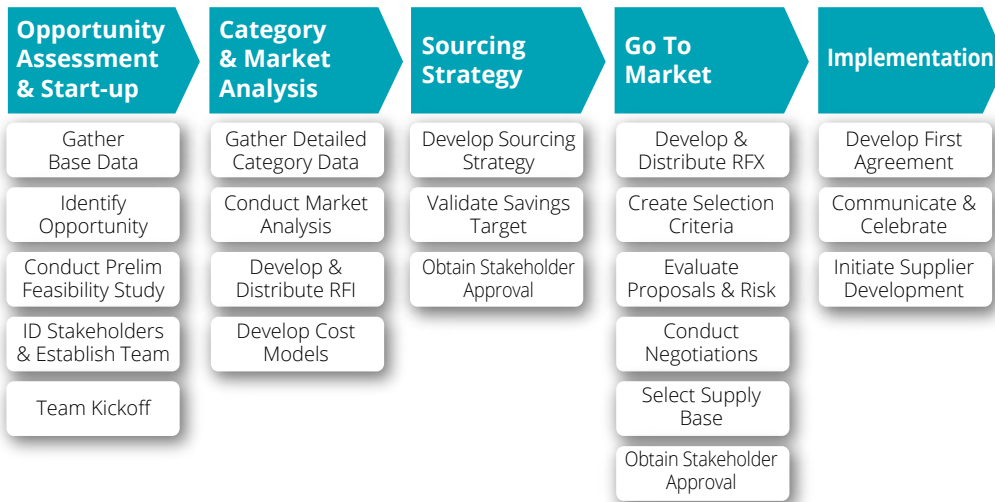 Opportunity
Assessment
& Start-up
Gather
Base Data
Identify
Opportunity
Conduct Prelim
Feasibility Study
ID Stakeholders
& Establish Team
Team Kickoff
Category
& Market
Analysis
Gather Detailed
Category Data
Conduct Market
Analysis
Develop &
Distribute RFI
Develop Cost
Models
Sourcing
Strategy
Develop Sourcing
Strategy
Validate Savings
Target
Obtain Stakeholder
Approval
Go To
Market
Develop &
Distribute RFX
Create Selection
Criteria
Evaluate
Proposals & Risk
Conduct
Negotiations
Select Supply
Base
Obtain Stakeholder
Approval
Implementation
Develop First
Agreement
Communicate &
Celebrate
Initiate Supplier
Development